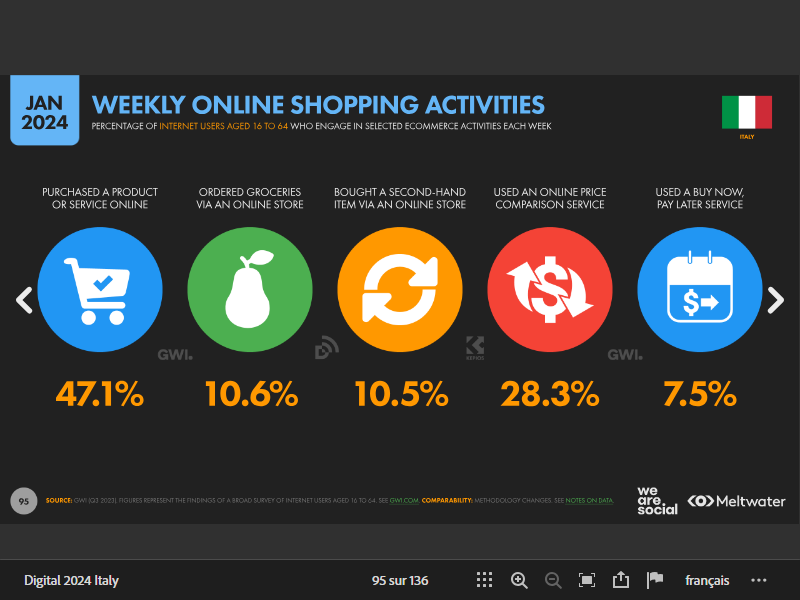 JAN
2024
WEEKLY ONLINE SHOPPING ACTIVITIES
PERCENTAGE OF INTERNET USERS AGED 16 TO 64 WHO ENGAGE IN SELECTED ECOMMERCE ACTIVITIES EACH WEEK
ITALY
PURCHASED A PRODUCT
OR SERVICE ONLINE
ORDERED GROCERIES
VIA AN ONLINE STORE
BOUGHT A SECOND-HAND
ITEM VIA AN ONLINE STORE
USED AN ONLINE PRICE
COMPARISON SERVICE
USED A BUY NOW,
PAY LATER SERVICE
$
$
GWI.
KEPIOS
GWI.
47.1%
10.6%
10.5%
28.3%
7.5%
95
SOURCE: GWI (Q3 2023). FIGURES REPRESENT THE FINDINGS OF A BROAD SURVEY OF INTERNET USERS AGED 16 TO 64. SEE GWI.COM. COMPARABILITY: METHODOLOGY CHANGES. SEE NOTES ON DATA.
we
are.
social
Meltwater
Digital 2024 Italy
95 sur 136
français